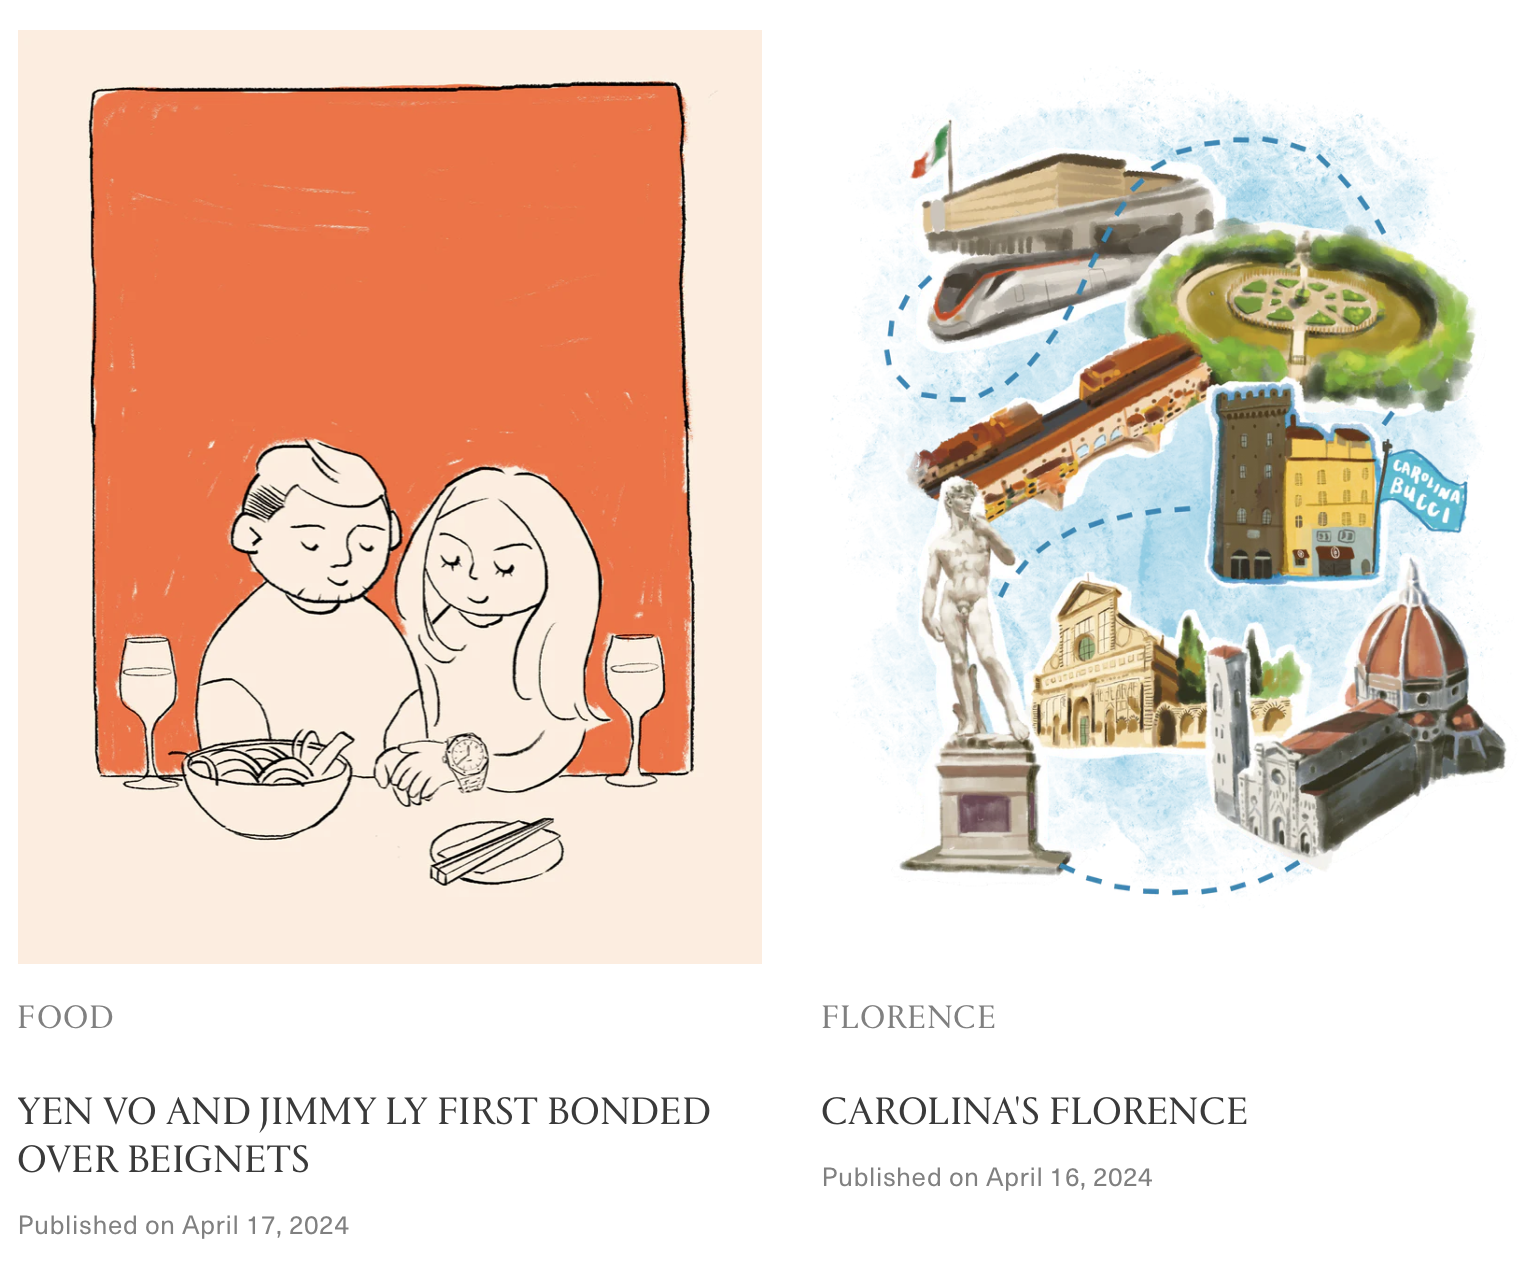 CAROLINA
BUCCI
FOOD
YEN VO AND JIMMY LY FIRST BONDED
OVER BEIGNETS
Published on April 17, 2024
FLORENCE
CAROLINA'S FLORENCE
Published on April 16, 2024